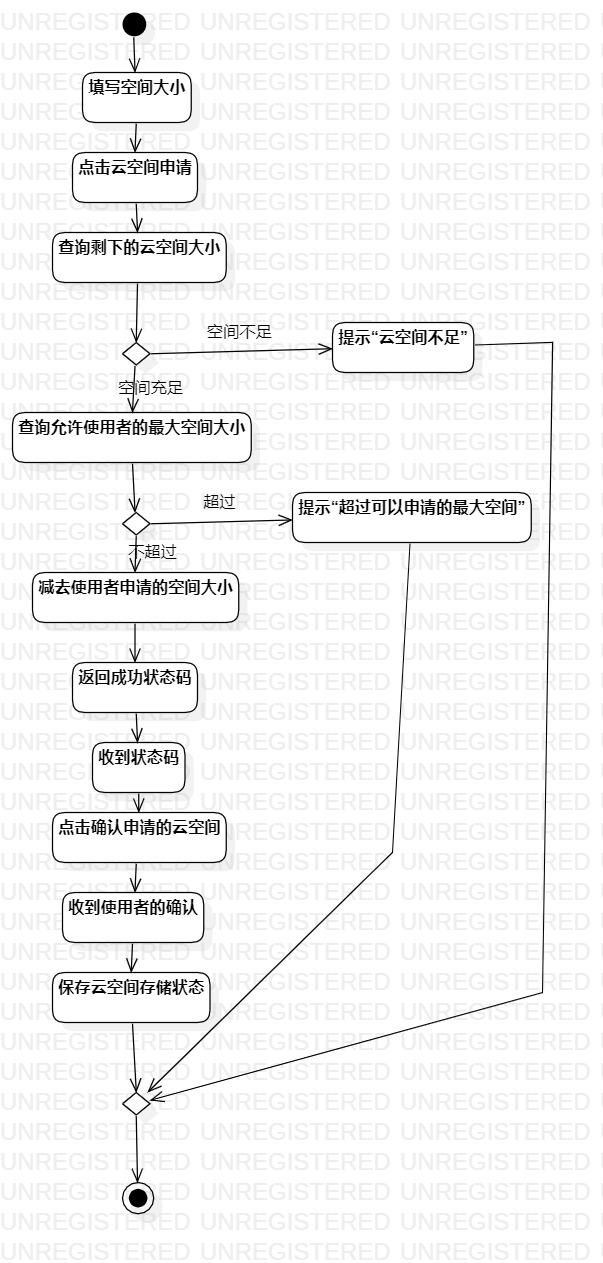 填写空间大小
点击云空间申请
查询剩下的云空间大小
空间不足
提示“云空间不足”
空间充足
查询允许使用者的最大空间大小
超过
提示“超过可以申请的最大空间”
不超过
减去使用者申请的空间大小
返回成功状态码
收到状态码
点击确认申请的云空间
收到使用者的确认
保存云空间存储状态
UNREGISTERED